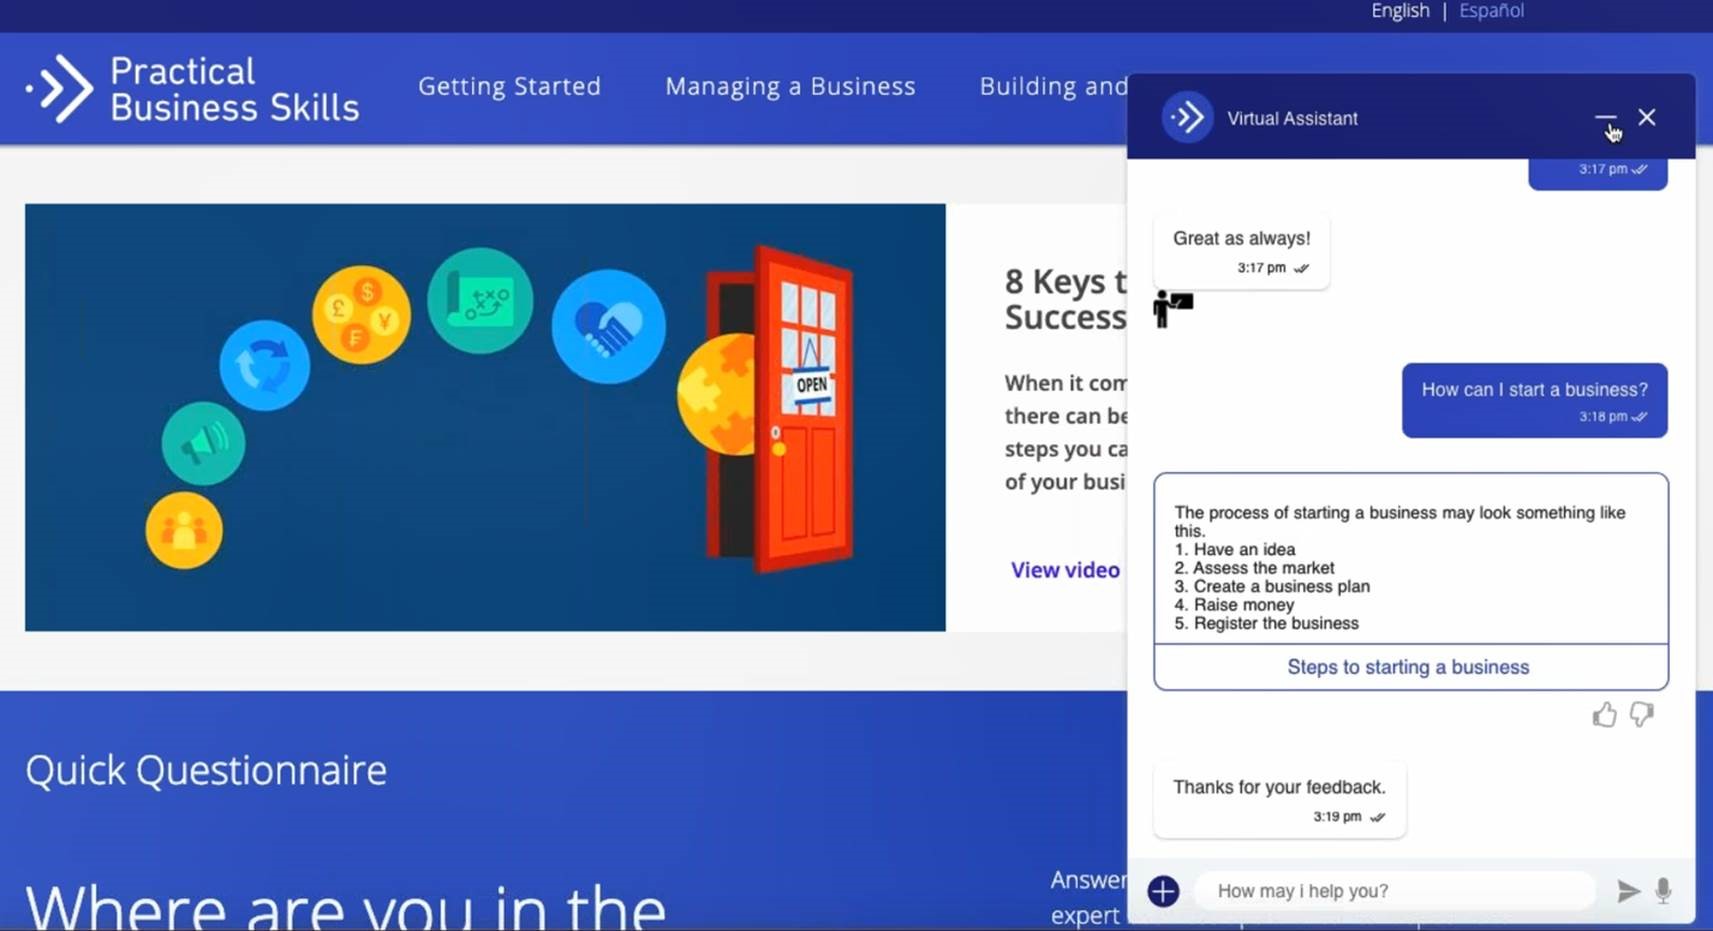 English | Español
Practical
Business Skills
Getting Started
Managing a Business
Building and
8 Keys t
Success
When it com
there can be
steps you ca
of your busi
View video
OPEN
$
£
¥
₣
Quick Questionnaire
Where are you in the
Answer
expert
Virtual Assistant
3:17 pm
Great as always!
3:17 pm
How can I start a business?
3:18 pm
The process of starting a business may look something like
this.
1. Have an idea
2. Assess the market
3. Create a business plan
4. Raise money
5. Register the business
Steps to starting a business
Thanks for your feedback.
3:19 pm
How may i help you?